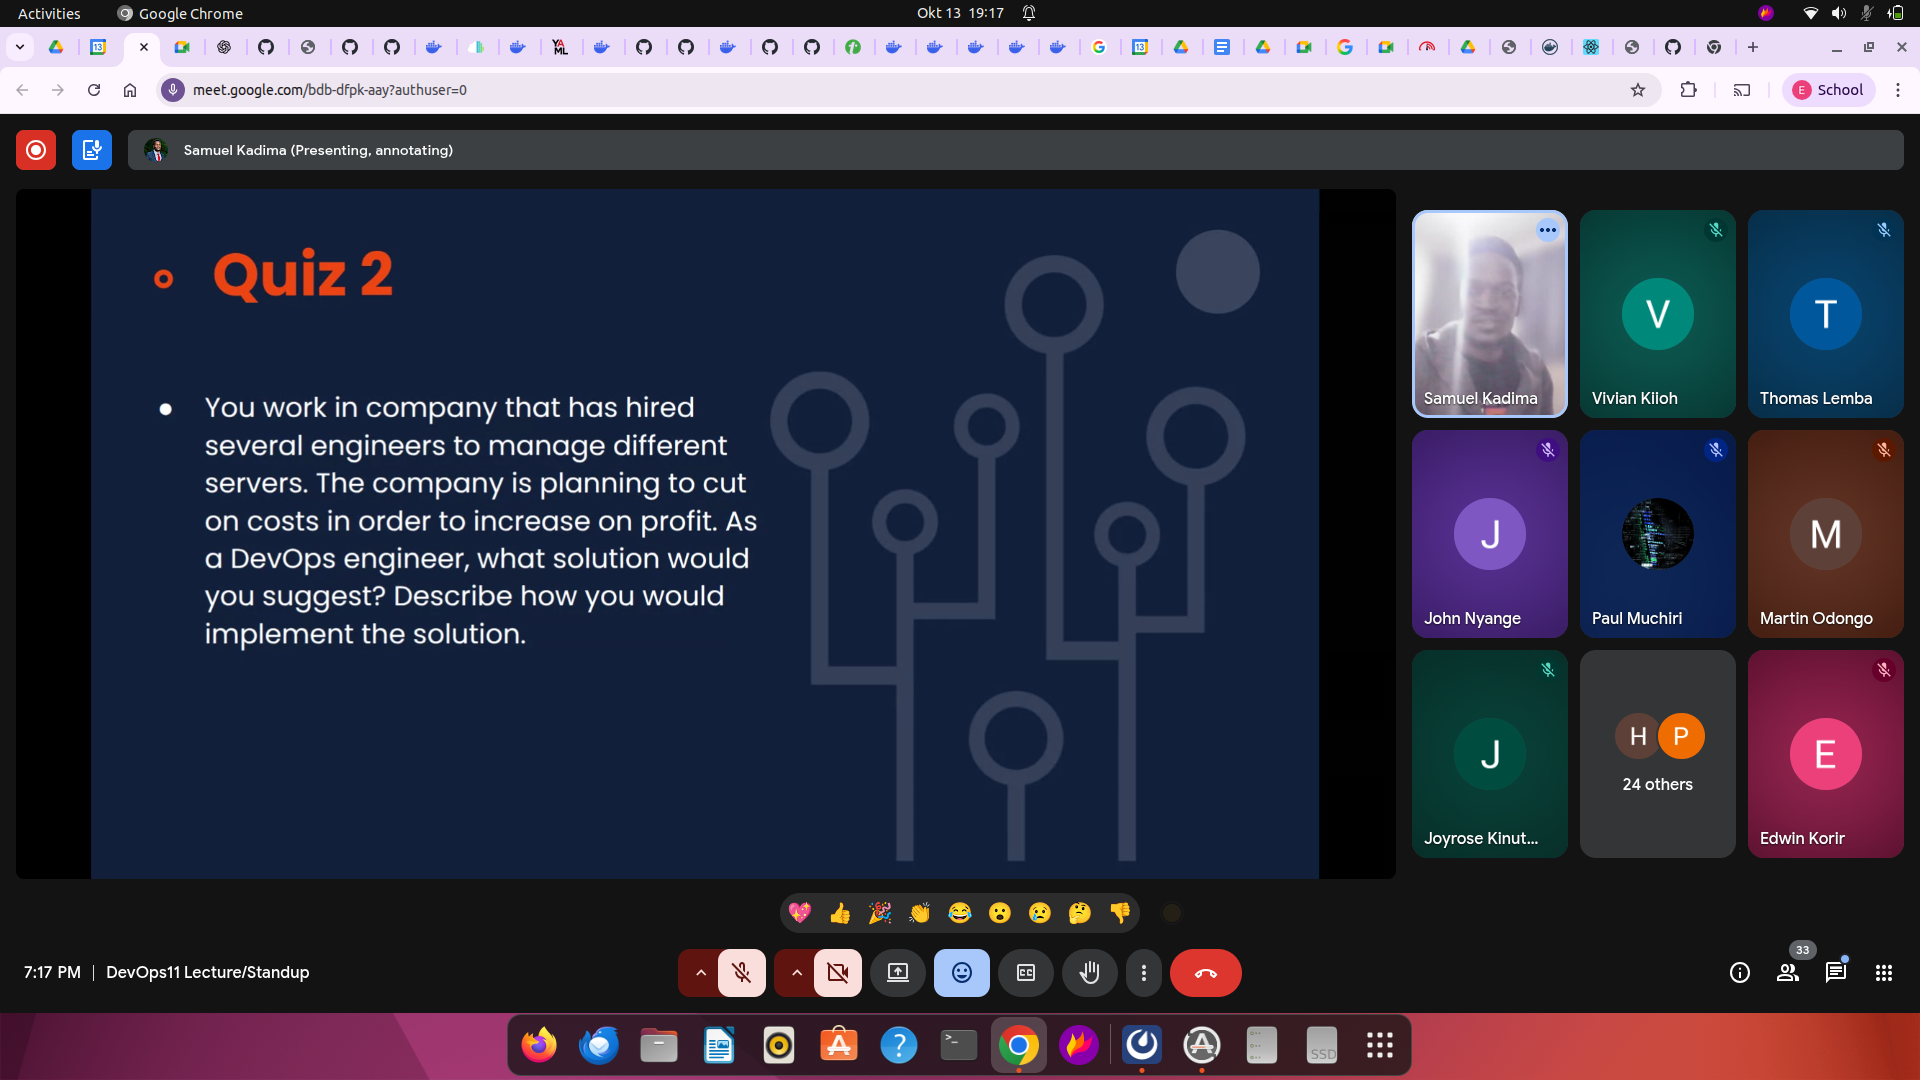 Activities
Google Chrome
Okt 13 19:17
meet.google.com/bdb-dfpk-aay?authuser=0
E School
Samuel Kadima (Presenting, annotating)
Quiz 2
You work in company that has hired
several engineers to manage different
servers. The company is planning to cut
on costs in order to increase on profit. As
a DevOps engineer, what solution would
you suggest? Describe how you would
implement the solution.
Samuel Kadima
V
Vivian Kiioh
T
Thomas Lemba
J
John Nyange
Paul Muchiri
M
Martin Odongo
J
Joyrose Kinut...
H P
24 others
E
Edwin Korir
7:17 PM | DevOps11 Lecture/Standup
33
SSD